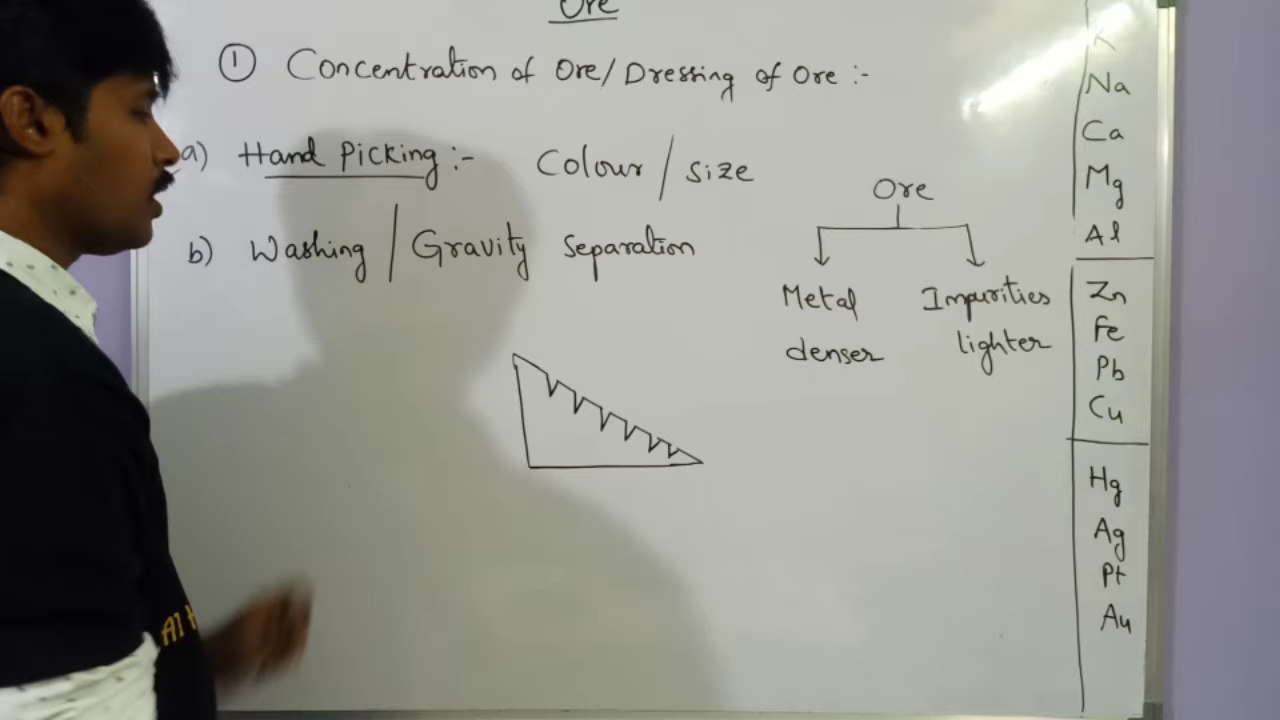 Ore
① Concentration of Ore/Dressing of Ore :-
a) Hand Picking :- Colour / size
b) Washing / Gravity separation
Ore
Metal Impurities
denser lighter
K
Na
Ca
Mg
Al
Zn
Fe
Pb
Cu
Hg
Ag
Pt
Au